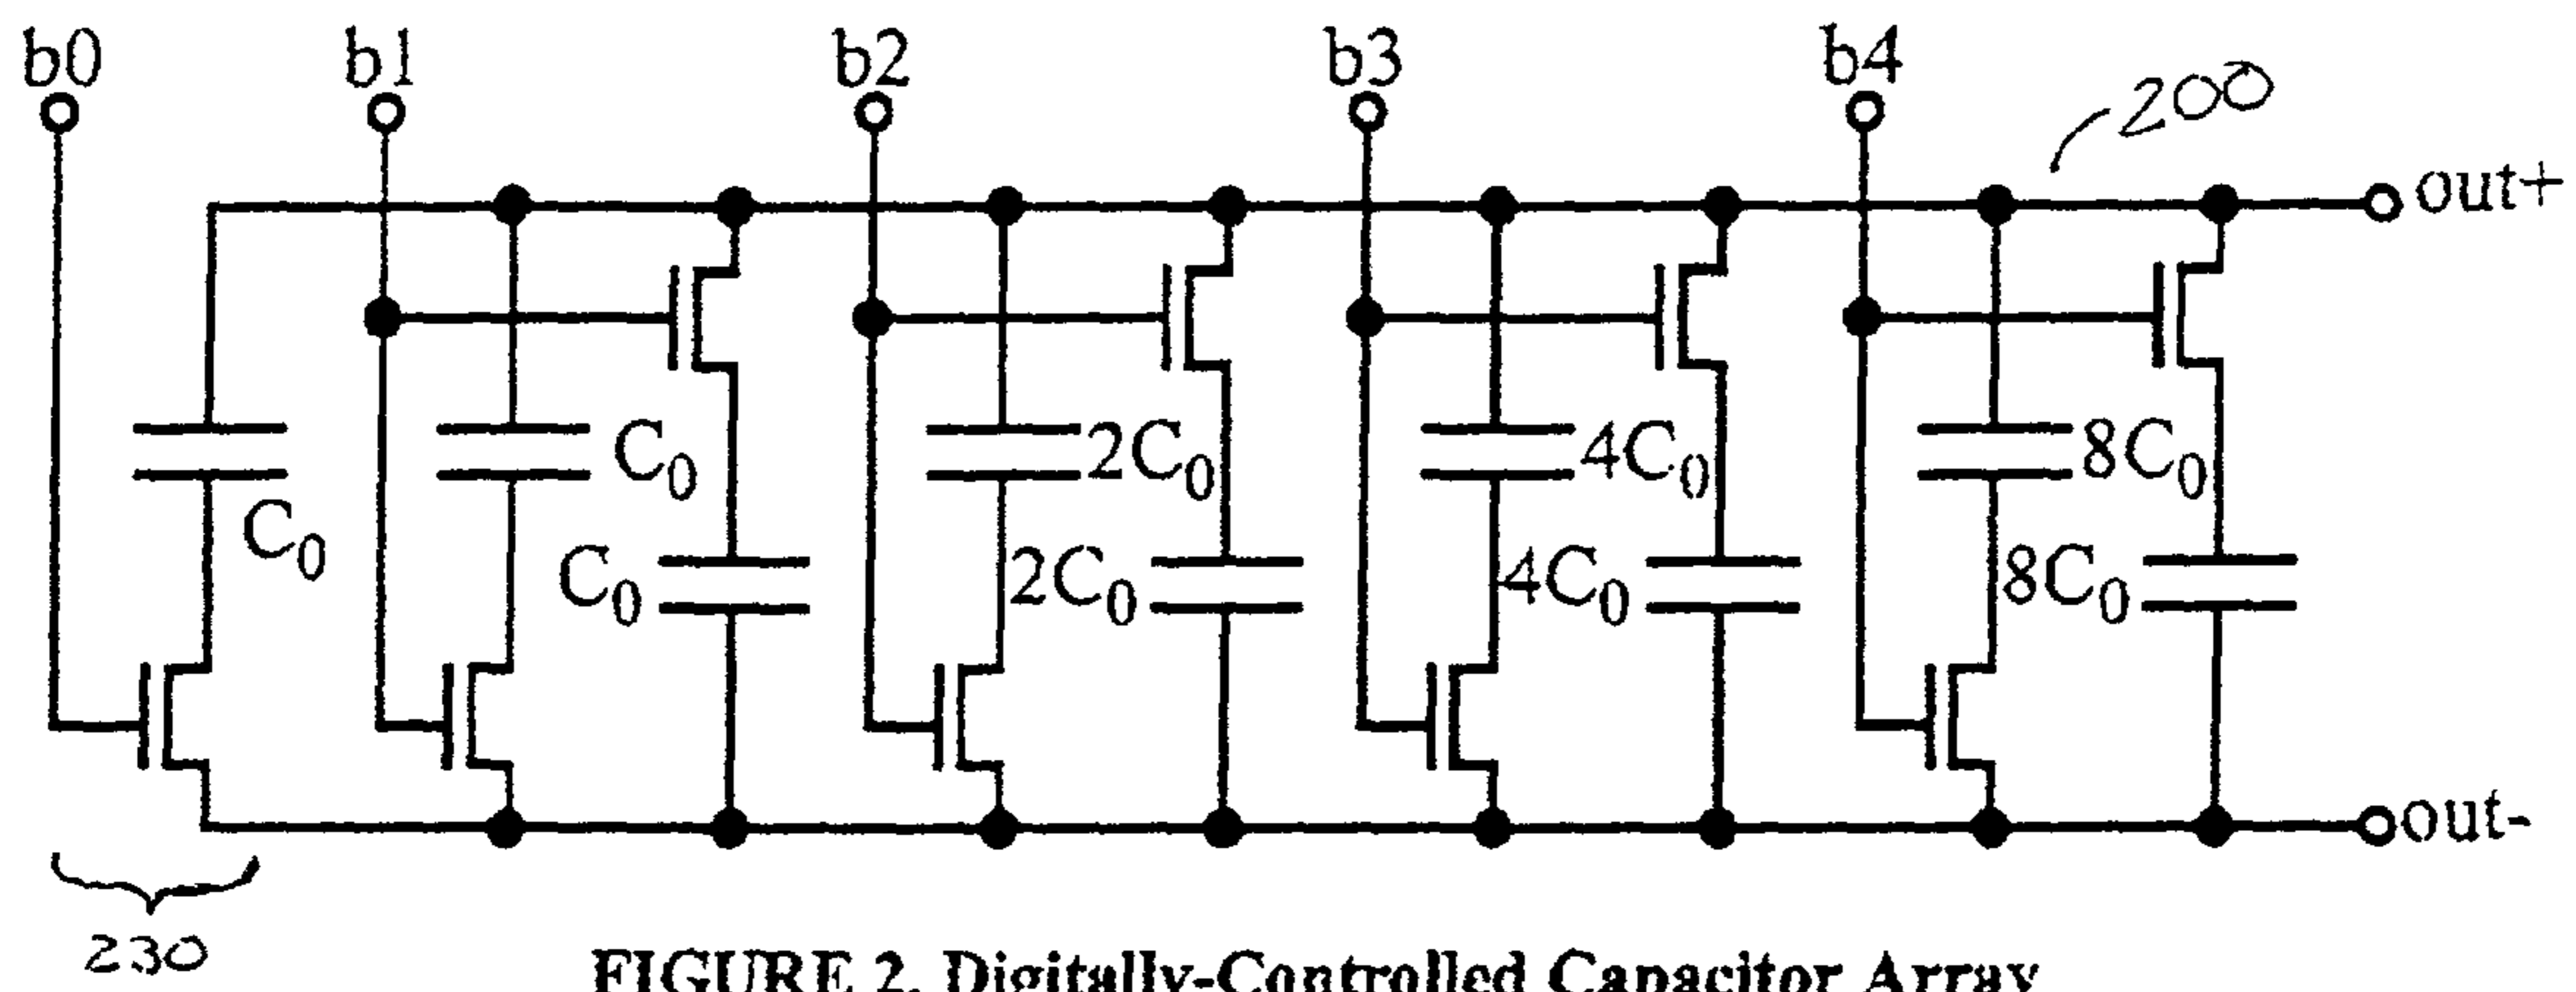 b0 b1 b2 b3 b4
200
out+
C₀ 2C₀ 4C₀ 8C₀
C₀ C₀ 2C₀ 4C₀ 8C₀
out-
230
FIGURE 2. Digitally-Controlled Capacitor Array